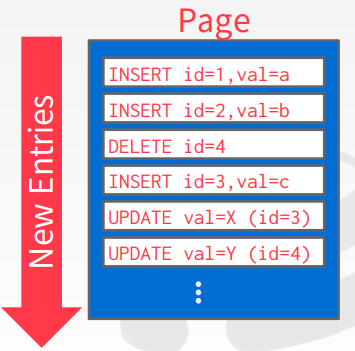 Page
New Entries
INSERT id=1,val=a
INSERT id=2,val=b
DELETE id=4
INSERT id=3,val=c
UPDATE val=X (id=3)
UPDATE val=Y (id=4)
⋮